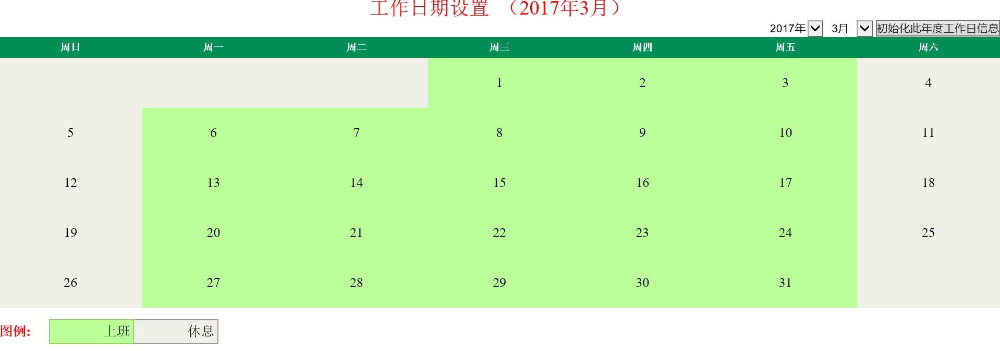 工作日期设置 （2017年3月）
2017年 3月 初始化此年度工作日信息
周日 周一 周二 周三 周四 周五 周六
1 2 3 4
5 6 7 8 9 10 11
12 13 14 15 16 17 18
19 20 21 22 23 24 25
26 27 28 29 30 31
图例: 上班 休息